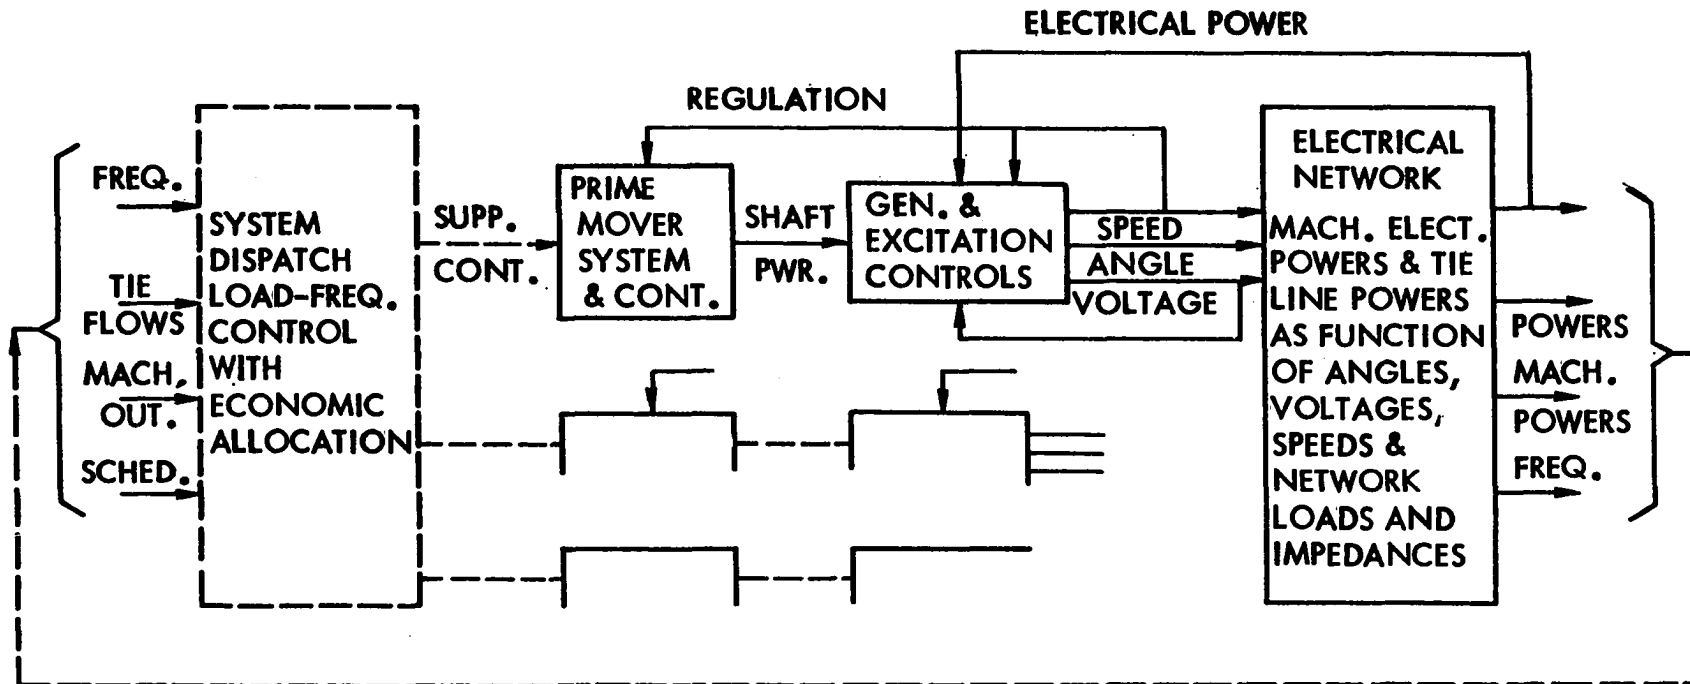 ELECTRICAL POWER
REGULATION
FREQ.
TIE
FLOWS
MACH.
OUT.
SCHED.
SYSTEM
DISPATCH
LOAD-FREQ.
CONTROL
WITH
ECONOMIC
ALLOCATION
SUPP.
CONT.
PRIME
MOVER
SYSTEM
& CONT.
SHAFT
PWR.
GEN. &
EXCITATION
CONTROLS
SPEED
ANGLE
VOLTAGE
ELECTRICAL
NETWORK
MACH. ELECT.
POWERS & TIE
LINE POWERS
AS FUNCTION
OF ANGLES,
VOLTAGES,
SPEEDS &
NETWORK
LOADS AND
IMPEDANCES
POWERS
MACH.
POWERS
FREQ.